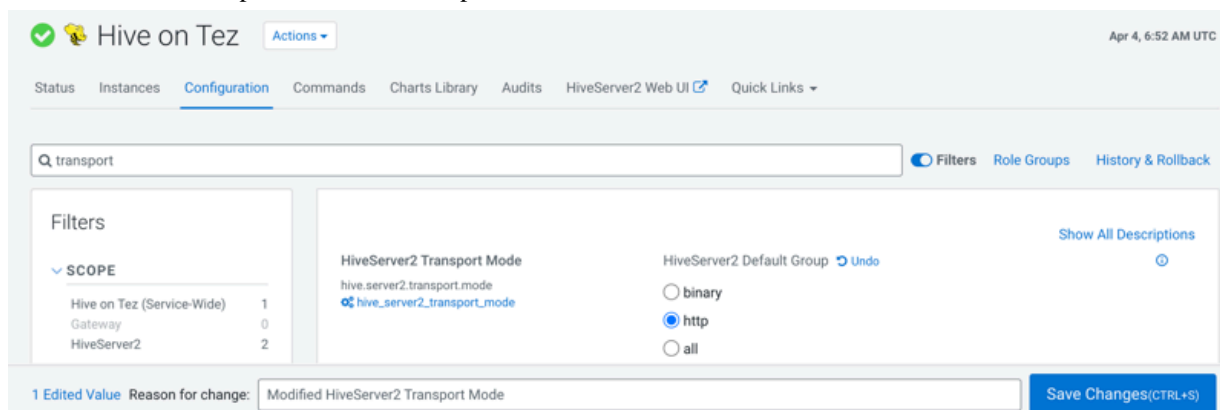 Hive on Tez Actions Apr 4, 6:52 AM UTC
Status Instances Configuration Commands Charts Library Audits HiveServer2 Web UI Quick Links
transport Filters Role Groups History & Rollback
Filters
Show All Descriptions
SCOPE
HiveServer2 Transport Mode HiveServer2 Default Group Undo
hive.server2.transport.mode
hive_server2_transport_mode
binary
http
all
Hive on Tez (Service-Wide) 1
Gateway 0
HiveServer2 2
1 Edited Value Reason for change: Modified HiveServer2 Transport Mode Save Changes(CTRL+S)